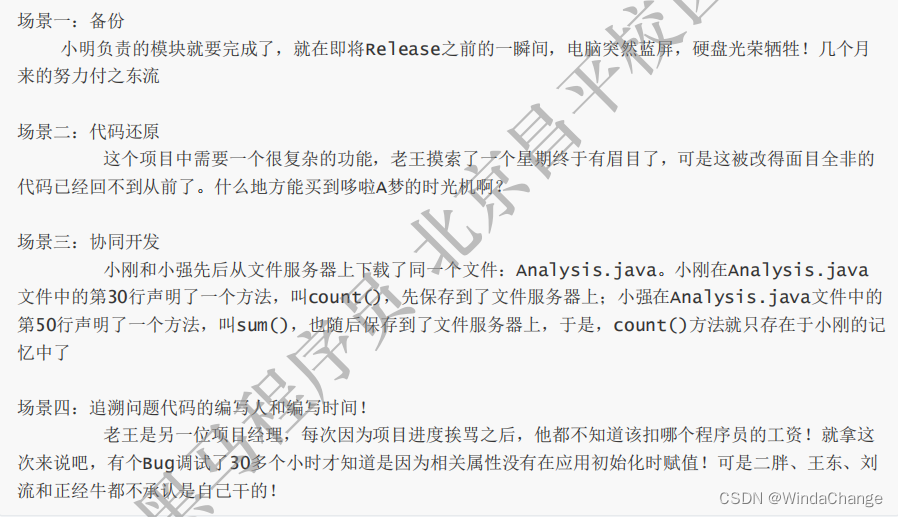 场景一：备份
小明负责的模块就要完成了，就在即将Release之前的一瞬间，电脑突然蓝屏，硬盘光荣牺牲！几个月
来的努力付之东流
场景二：代码还原
这个项目中需要一个很复杂的功能，老王摸索了一个星期终于有眉目了，可是这被改得面目全非的
代码已经回不到从前了。什么地方能买到哆啦A梦的时光机啊？
场景三：协同开发
小刚和小强先后从文件服务器上下载了同一个文件：Analysis.java。小刚在Analysis.java
文件中的第30行声明了一个方法，叫count()，先保存到了文件服务器上；小强在Analysis.java文件中的
第50行声明了一个方法，叫sum()，也随后保存到了文件服务器上，于是，count()方法就只存在于小刚的记
忆中了
场景四：追溯问题代码的编写人和编写时间！
老王是另一位项目经理，每次因为项目进度挨骂之后，他都不知道该扣哪个程序员的工资！就拿这
次来说吧，有个Bug调试了30多个小时才知道是因为相关属性没有在应用初始化时赋值！可是二胖、王东、刘
流和正经牛都不承认是自己干的！
黑马程序员 北京昌平校区
CSDN @WindaChange